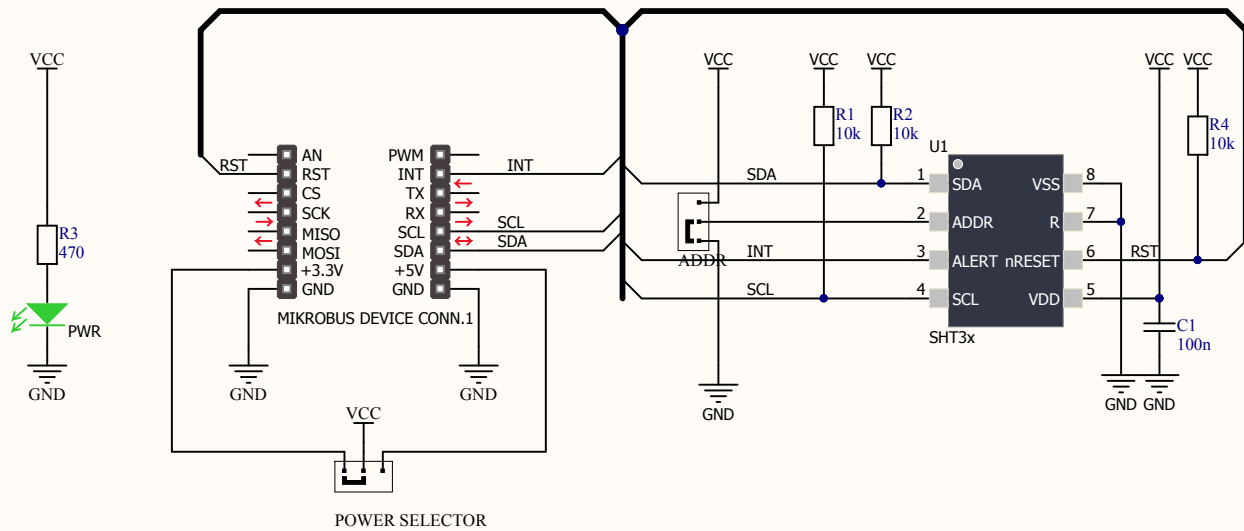 VCC
R3
470
PWR
GND
RST
AN
RST
CS
SCK
MISO
MOSI
+3.3V
GND
PWM
INT
TX
RX
SCL
SDA
+5V
GND
INT
SCL
SDA
MIKROBUS DEVICE CONN.1
GND
GND
VCC
POWER SELECTOR
VCC
VCC
VCC
R1
10k
R2
10k
SDA
ADDR
INT
SCL
GND
U1
1
2
3
4
SDA
ADDR
ALERT
SCL
VSS
R
nRESET
VDD
8
7
6
5
SHT3x
RST
VCC
VCC
R4
10k
C1
100n
GND
GND